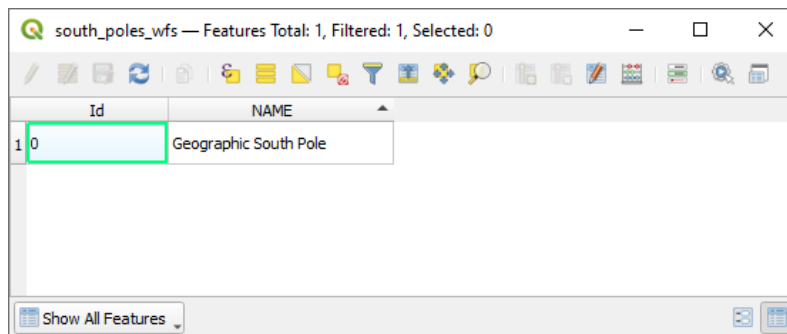 south_poles_wfs — Features Total: 1, Filtered: 1, Selected: 0
Id NAME
1 0 Geographic South Pole
Show All Features